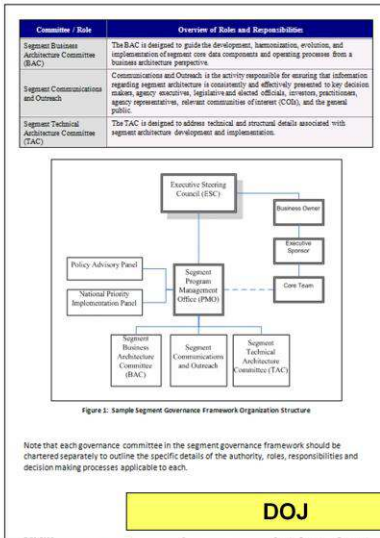 Committee / Role
Overview of Roles and Responsibilities
Segment Business
Architecture Committee
(BAC)
The BAC is designed to guide the development, harmonization, evolution, and
implementation of segment core data components and operating processes from a
business architecture perspective.
Segment Communications
and Outreach
Communications and Outreach is the activity responsible for ensuring that information
regarding segment architecture is consistently and effectively presented to key decision
makers, agency executives, legislative and elected officials, investors, practitioners,
agency representatives, relevant communities of interest (COIs), and the general
public.
Segment Technical
Architecture Committee
(TAC)
The TAC is designed to address technical and structural details associated with
segment architecture development and implementation.
Executive Steering
Council (ESC)
Business Owner
Executive
Sponsor
Core Team
Policy Advisory Panel
National Priority
Implementation Panel
Segment
Program
Management
Office (PMO)
Segment
Business
Architecture
Committee
(BAC)
Segment
Communications
and Outreach
Segment
Technical
Architecture
Committee (TAC)
Figure 1: Sample Segment Governance Framework Organization Structure
Note that each governance committee in the segment governance framework should be
chartered separately to outline the specific details of the authority, roles, responsibilities and
decision making processes applicable to each.
DOJ